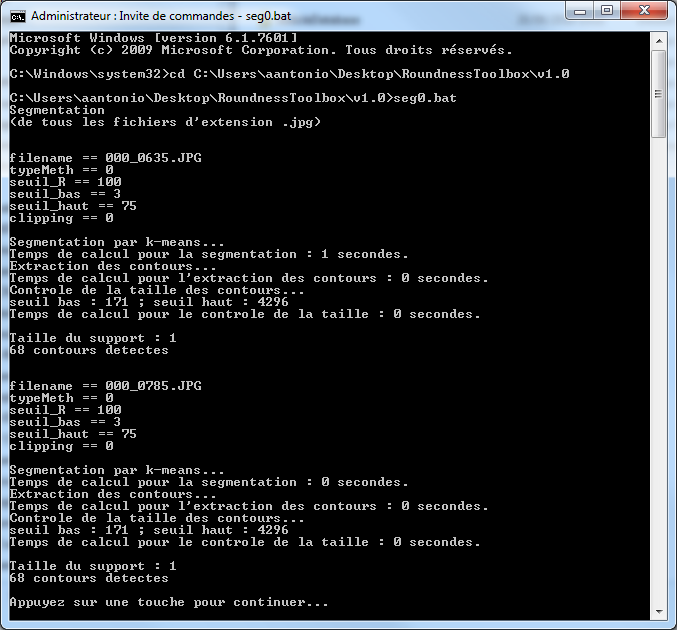 Administrateur : Invite de commandes - seg0.bat
Microsoft Windows [version 6.1.7601]
Copyright (c) 2009 Microsoft Corporation. Tous droits réservés.
C:\Windows\system32>cd C:\Users\aantonio\Desktop\RoundnessToolbox\v1.0
C:\Users\aantonio\Desktop\RoundnessToolbox\v1.0>seg0.bat
Segmentation
(de tous les fichiers d'extension .jpg)
filename == 000_0635.JPG
typeMeth == 0
seuil_R == 100
seuil_bas == 3
seuil_haut == 75
clipping == 0
Segmentation par k-means...
Temps de calcul pour la segmentation : 1 secondes.
Extraction des contours...
Temps de calcul pour l'extraction des contours : 0 secondes.
Controle de la taille des contours...
seuil bas : 171 ; seuil haut : 4296
Temps de calcul pour le controle de la taille : 0 secondes.
Taille du support : 1
68 contours detectes
filename == 000_0785.JPG
typeMeth == 0
seuil_R == 100
seuil_bas == 3
seuil_haut == 75
clipping == 0
Segmentation par k-means...
Temps de calcul pour la segmentation : 0 secondes.
Extraction des contours...
Temps de calcul pour l'extraction des contours : 0 secondes.
Controle de la taille des contours...
seuil bas : 171 ; seuil haut : 4296
Temps de calcul pour le controle de la taille : 0 secondes.
Taille du support : 1
68 contours detectes
Appuyez sur une touche pour continuer...